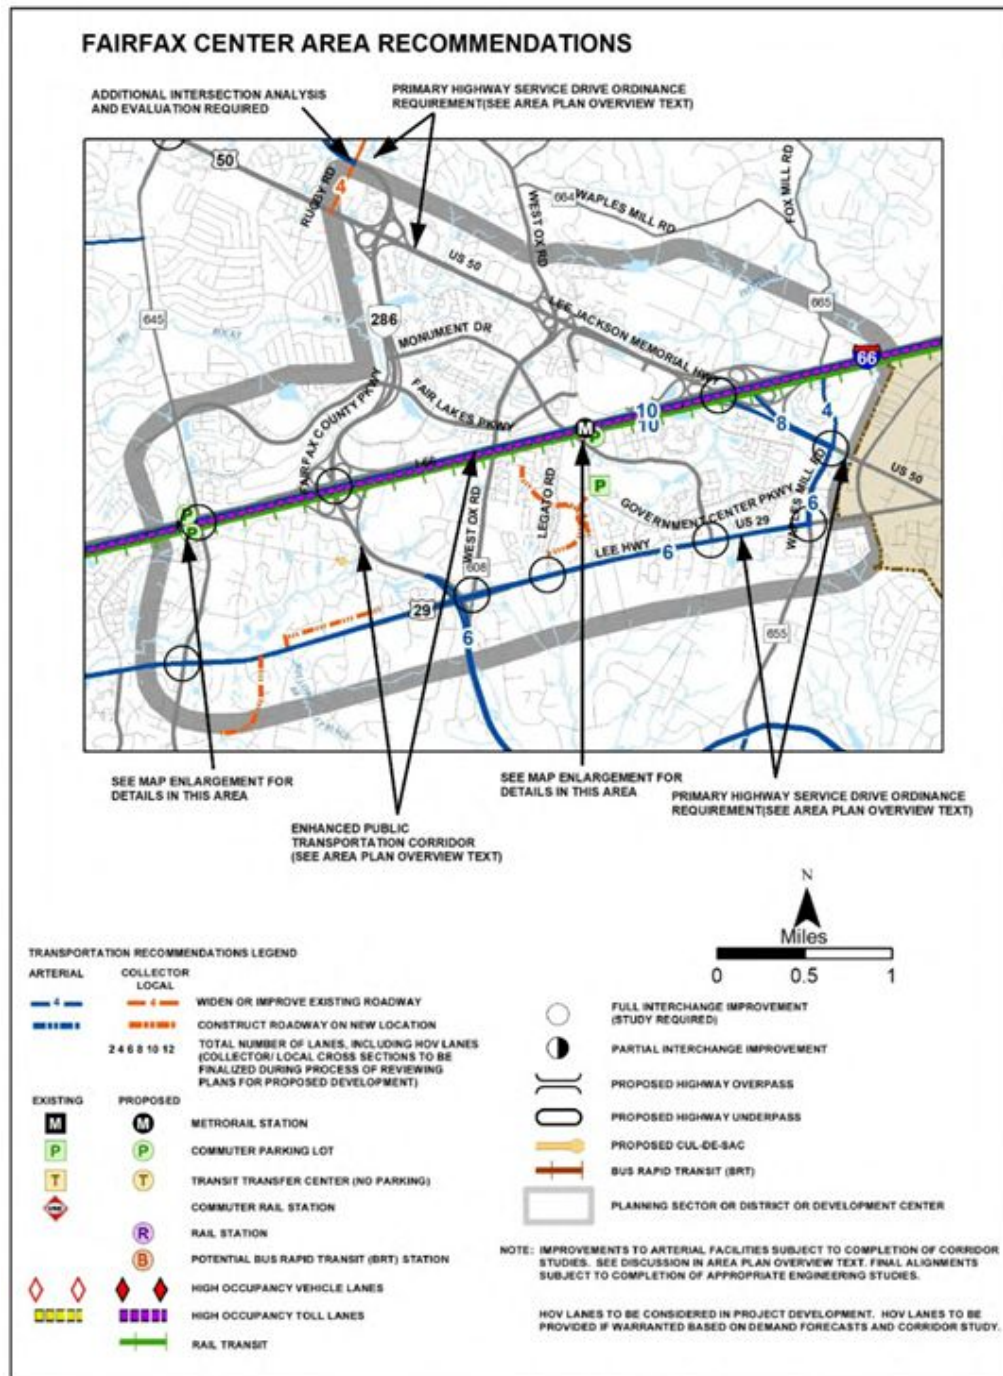 FAIRFAX CENTER AREA RECOMMENDATIONS
ADDITIONAL INTERSECTION ANALYSIS
AND EVALUATION REQUIRED
PRIMARY HIGHWAY SERVICE DRIVE ORDINANCE
REQUIREMENT(SEE AREA PLAN OVERVIEW TEXT)
50
RUGBY RD
4
US 50
WEST OX RD
664
WAPLES MILL RD
FOX MILL RD
645
286
MONUMENT DR
LEE JACKSON MEMORIAL HWY
665
66
FAIRFAX COUNTY PKWY
FAIR LAKES PKWY
I-66
10
10
M
P
8
4
US 50
P
P
P
WEST OX RD
LEGATO RD
GOVERNMENT CENTER PKWY
WAPLES MILL RD
6
US 29
LEE HWY
6
608
29
6
655
SEE MAP ENLARGEMENT FOR
DETAILS IN THIS AREA
SEE MAP ENLARGEMENT FOR
DETAILS IN THIS AREA
PRIMARY HIGHWAY SERVICE DRIVE ORDINANCE
REQUIREMENT(SEE AREA PLAN OVERVIEW TEXT)
ENHANCED PUBLIC
TRANSPORTATION CORRIDOR
(SEE AREA PLAN OVERVIEW TEXT)
N
Miles
0 0.5 1
TRANSPORTATION RECOMMENDATIONS LEGEND
ARTERIAL
COLLECTOR
LOCAL
4 4 WIDEN OR IMPROVE EXISTING ROADWAY
CONSTRUCT ROADWAY ON NEW LOCATION
2 4 6 8 10 12 TOTAL NUMBER OF LANES, INCLUDING HOV LANES
(COLLECTOR/ LOCAL CROSS SECTIONS TO BE
FINALIZED DURING PROCESS OF REVIEWING
PLANS FOR PROPOSED DEVELOPMENT)
EXISTING PROPOSED
M M METRORAIL STATION
P P COMMUTER PARKING LOT
T T TRANSIT TRANSFER CENTER (NO PARKING)
COMMUTER RAIL STATION
R RAIL STATION
B POTENTIAL BUS RAPID TRANSIT (BRT) STATION
HIGH OCCUPANCY VEHICLE LANES
HIGH OCCUPANCY TOLL LANES
RAIL TRANSIT
FULL INTERCHANGE IMPROVEMENT
(STUDY REQUIRED)
PARTIAL INTERCHANGE IMPROVEMENT
PROPOSED HIGHWAY OVERPASS
PROPOSED HIGHWAY UNDERPASS
PROPOSED CUL-DE-SAC
BUS RAPID TRANSIT (BRT)
PLANNING SECTOR OR DISTRICT OR DEVELOPMENT CENTER
NOTE: IMPROVEMENTS TO ARTERIAL FACILITIES SUBJECT TO COMPLETION OF CORRIDOR
STUDIES. SEE DISCUSSION IN AREA PLAN OVERVIEW TEXT. FINAL ALIGNMENTS
SUBJECT TO COMPLETION OF APPROPRIATE ENGINEERING STUDIES.
HOV LANES TO BE CONSIDERED IN PROJECT DEVELOPMENT. HOV LANES TO BE
PROVIDED IF WARRANTED BASED ON DEMAND FORECASTS AND CORRIDOR STUDY.